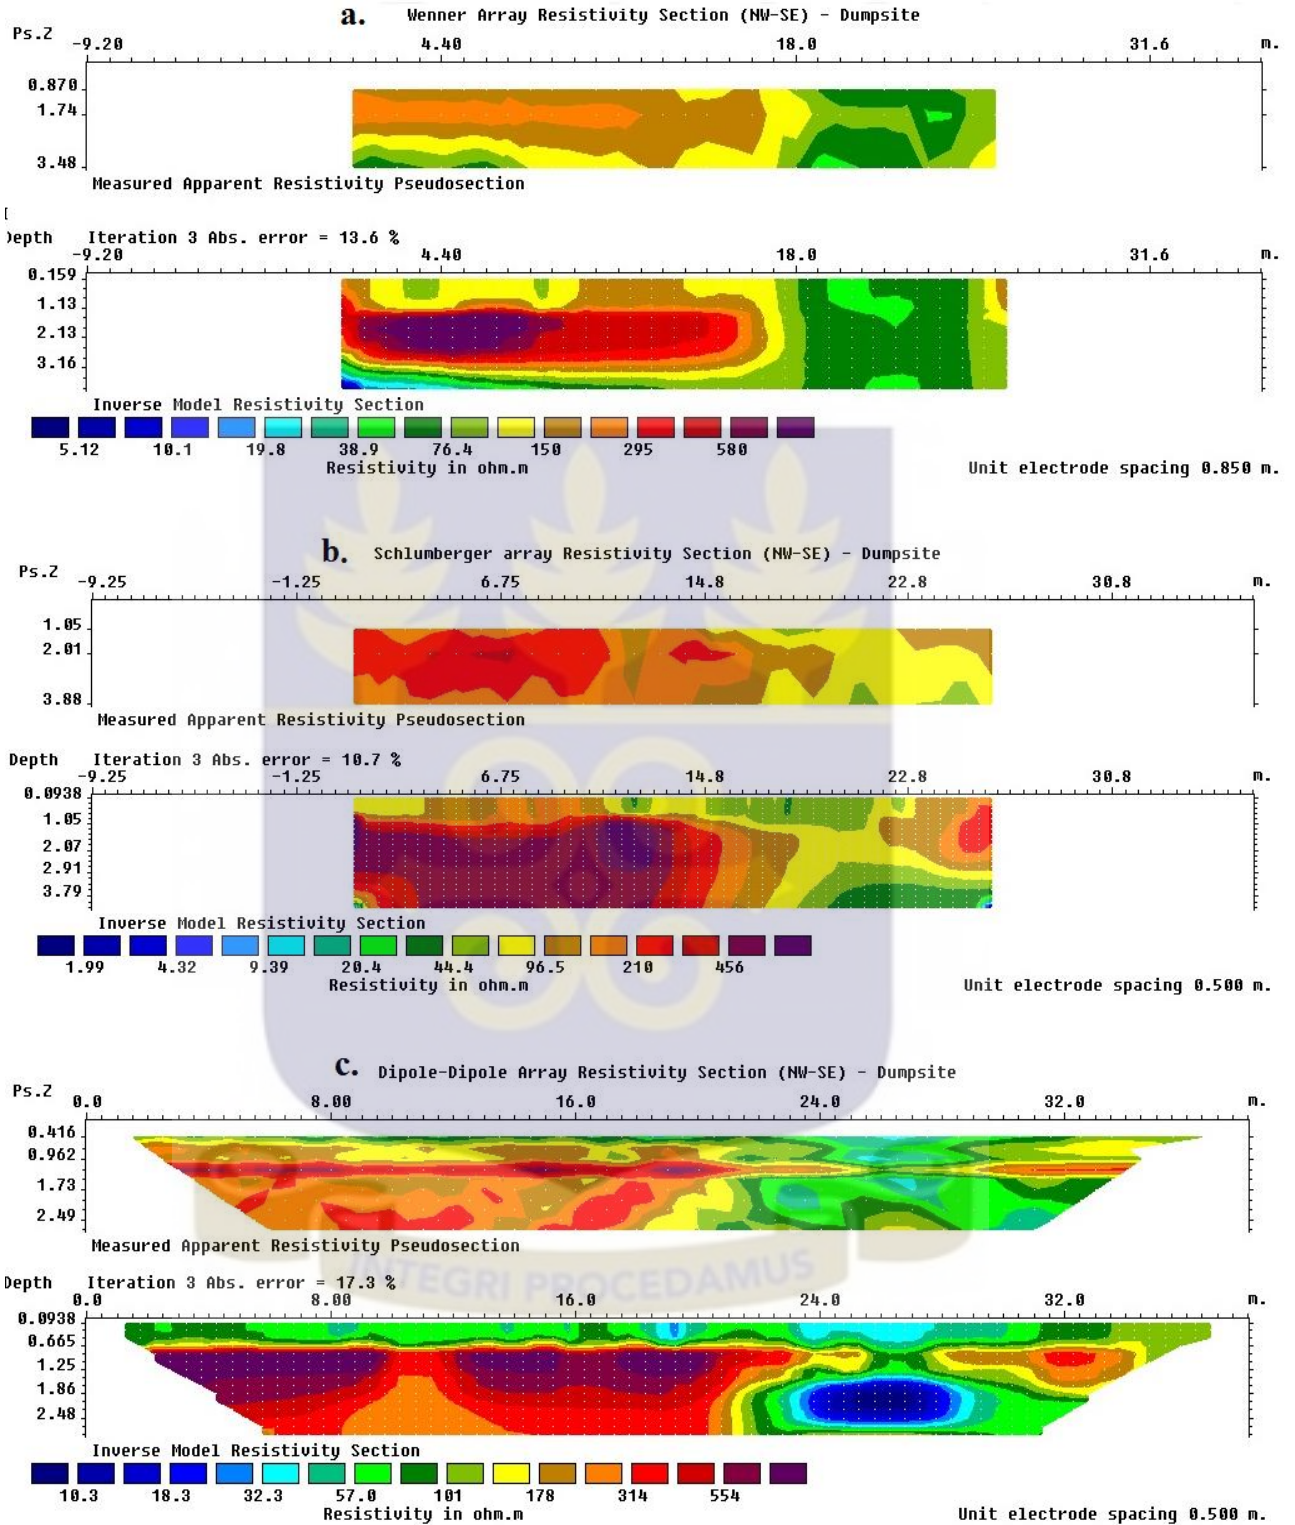 a. Wenner Array Resistivity Section (NW-SE) - Dumpsite
Ps.Z -9.20 4.40 18.0 31.6 m.
0.870
1.74
3.48
Measured Apparent Resistivity Pseudosection
Depth Iteration 3 Abs. error = 13.6 %
-9.20 4.40 18.0 31.6 m.
0.159
1.13
2.13
3.16
Inverse Model Resistivity Section
5.12 10.1 19.8 38.9 76.4 150 295 580
Resistivity in ohm.m Unit electrode spacing 0.850 m.
b. Schlumberger array Resistivity Section (NW-SE) - Dumpsite
Ps.Z -9.25 -1.25 6.75 14.8 22.8 30.8 m.
1.05
2.01
3.88
Measured Apparent Resistivity Pseudosection
Depth Iteration 3 Abs. error = 10.7 %
-9.25 -1.25 6.75 14.8 22.8 30.8 m.
0.0938
1.05
2.07
2.91
3.79
Inverse Model Resistivity Section
1.99 4.32 9.39 20.4 44.4 96.5 210 456
Resistivity in ohm.m Unit electrode spacing 0.500 m.
c. Dipole-Dipole Array Resistivity Section (NW-SE) - Dumpsite
Ps.Z 0.0 8.00 16.0 24.0 32.0 m.
0.416
0.962
1.73
2.49
Measured Apparent Resistivity Pseudosection
INTEGRI PROCEDAMUS
Depth Iteration 3 Abs. error = 17.3 %
0.0 8.00 16.0 24.0 32.0 m.
0.0938
0.665
1.25
1.86
2.48
Inverse Model Resistivity Section
10.3 18.3 32.3 57.0 101 178 314 554
Resistivity in ohm.m Unit electrode spacing 0.500 m.